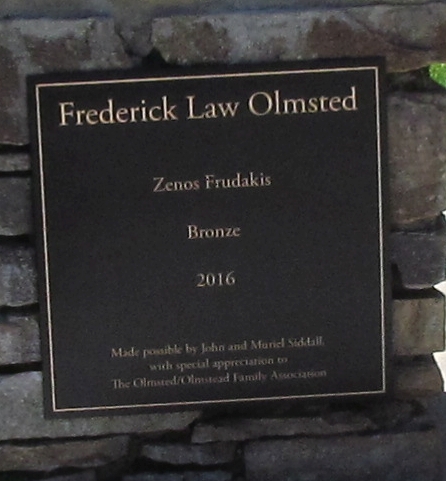 Frederick Law Olmsted
Zenos Frudakis
Bronze
2016
Made possible by John and Muriel Siddall,
with special appreciation to
The Olmsted/Olmstead Family Association